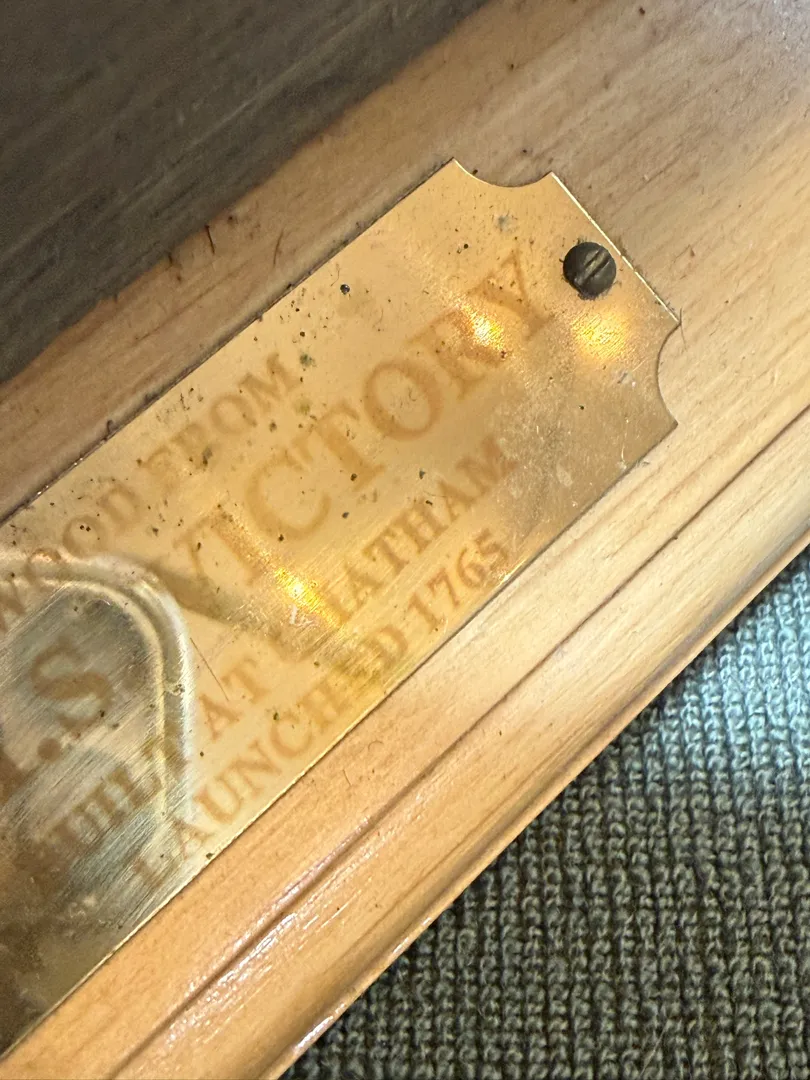 WOOD FROM
.S VICTORY
BUILT AT CHATHAM
LAUNCHED 1765